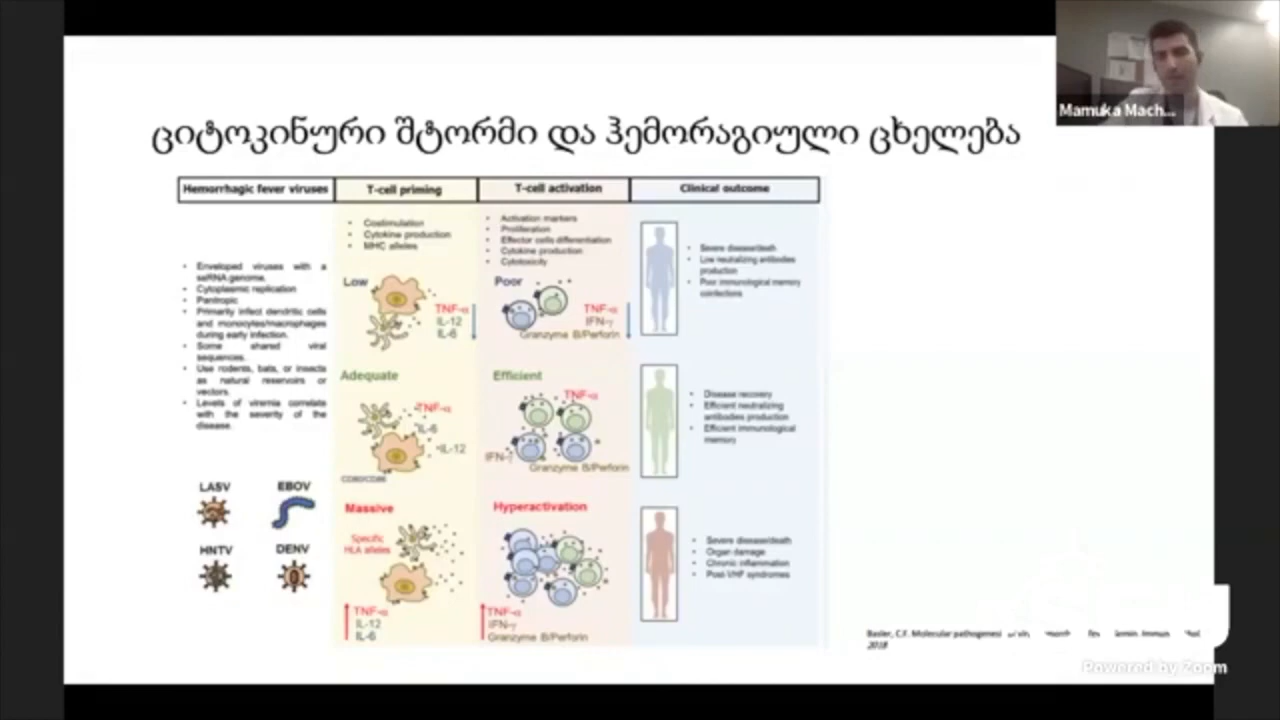 Mamuka Mach...
ციტოკინური შტორმი და ჰემორაგიული ცხელება
Hemorrhagic fever viruses
T-cell priming
T-cell activation
Clinical outcome
• Enveloped viruses with a
ssRNA genome.
• Cytoplasmic replication
• Pantropic
• Primarily infect dendritic cells
and monocytes/macrophages
during early infection.
• Some shared viral
sequences.
• Use rodents, bats, or insects
as natural reservoirs or
vectors.
• Levels of viremia correlate
with the severity of the
disease.
LASV
EBOV
HNTV
DENV
• Costimulation
• Cytokine production
• MHC alleles
Low
TNF-α
IL-12
IL-6
Adequate
TNF-α
IL-6
IL-12
CD80/CD86
Massive
Specific
HLA alleles
TNF-α
IL-12
IL-6
• Activation markers
• Proliferation
• Effector cells differentiation
• Cytokine production
• Cytotoxicity
Poor
TNF-α
IFN-γ
Granzyme B/Perforin
Efficient
TNF-α
IFN-γ
Granzyme B/Perforin
Hyperactivation
TNF-α
IFN-γ
Granzyme B/Perforin
• Severe disease/death
• Low neutralizing antibodies
production
• Poor immunological memory
coinfections
• Disease recovery
• Efficient neutralizing
antibodies production
• Efficient immunological
memory
• Severe disease/death
• Organ damage
• Chronic inflammation
• Post-VHF syndromes
Basler, C.F. Molecular pathogenesi
2018
Powered by Zoom